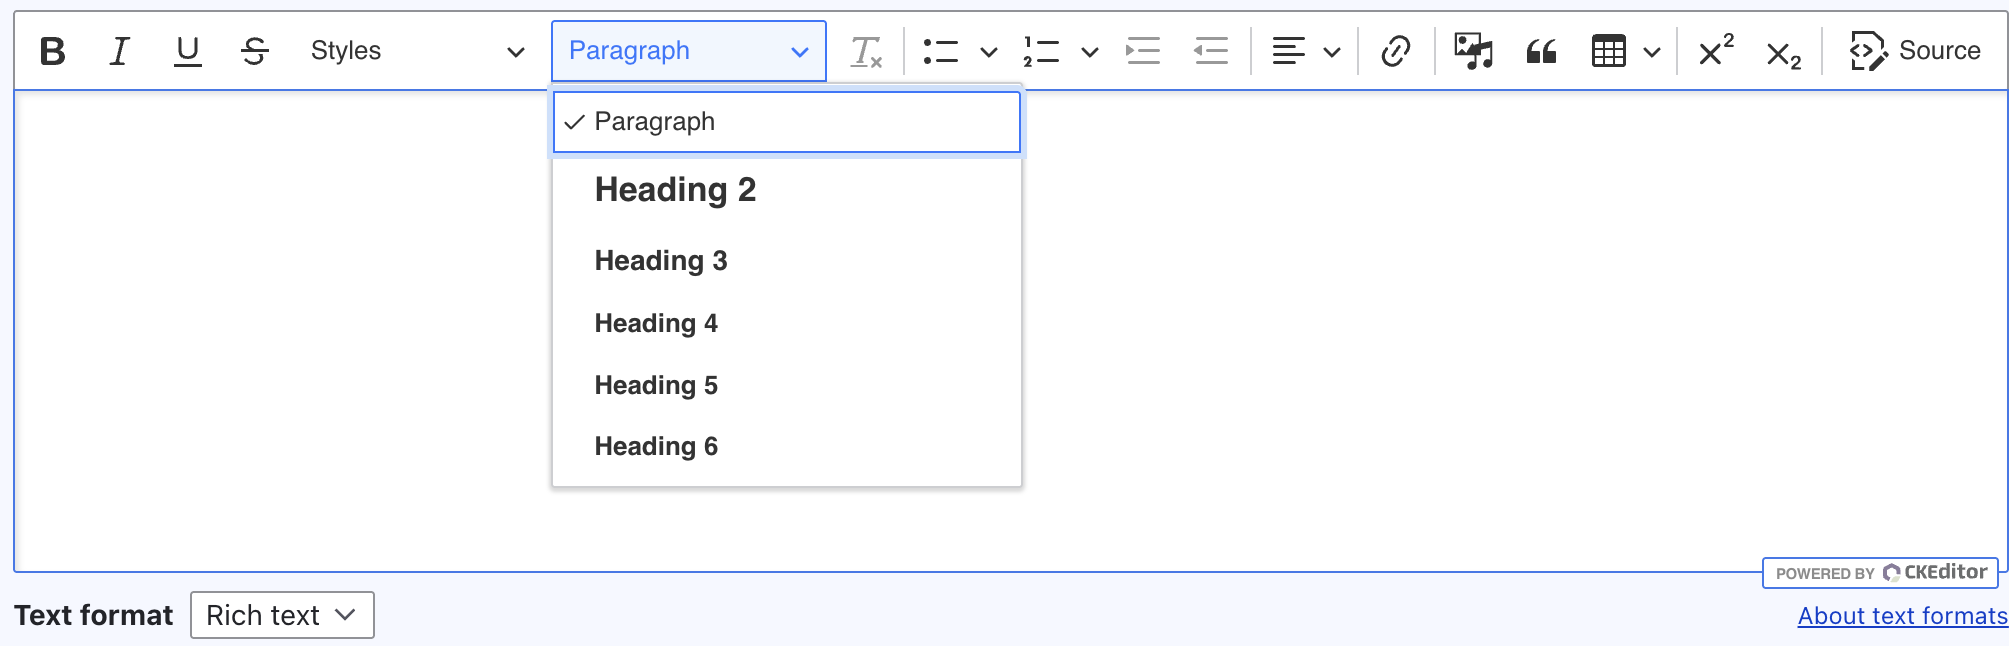 B I U S Styles Paragraph Source
Paragraph
Heading 2
Heading 3
Heading 4
Heading 5
Heading 6
POWERED BY CKEditor
Text format Rich text About text formats